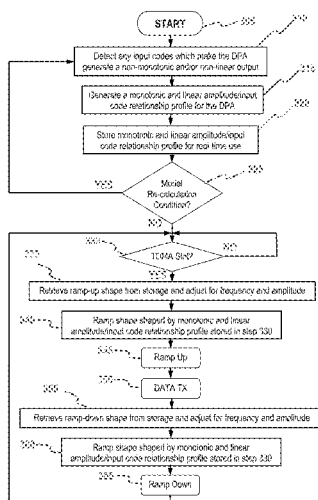 START
Detect any input codes which make the DPA
generate a non-monotonic and/or non-linear output
Generate a monotonic and linear amplitude/input
code relationship profile for the DPA
Store monotonic and linear amplitude/input
code relationship profile for real time use
YES
Model
Re-calculation
Condition?
NO
TDMA Slot?
NO
YES
Retrieve ramp-up shape from storage and adjust for frequency and amplitude
Ramp shape shaped by monotonic and linear
amplitude/input code relationship profile stored in step 330
Ramp Up
DATA TX
Retrieve ramp-down shape from storage and adjust for frequency and amplitude
Ramp shape shaped by monotonic and linear
amplitude/input code relationship profile stored in step 330
Ramp Down